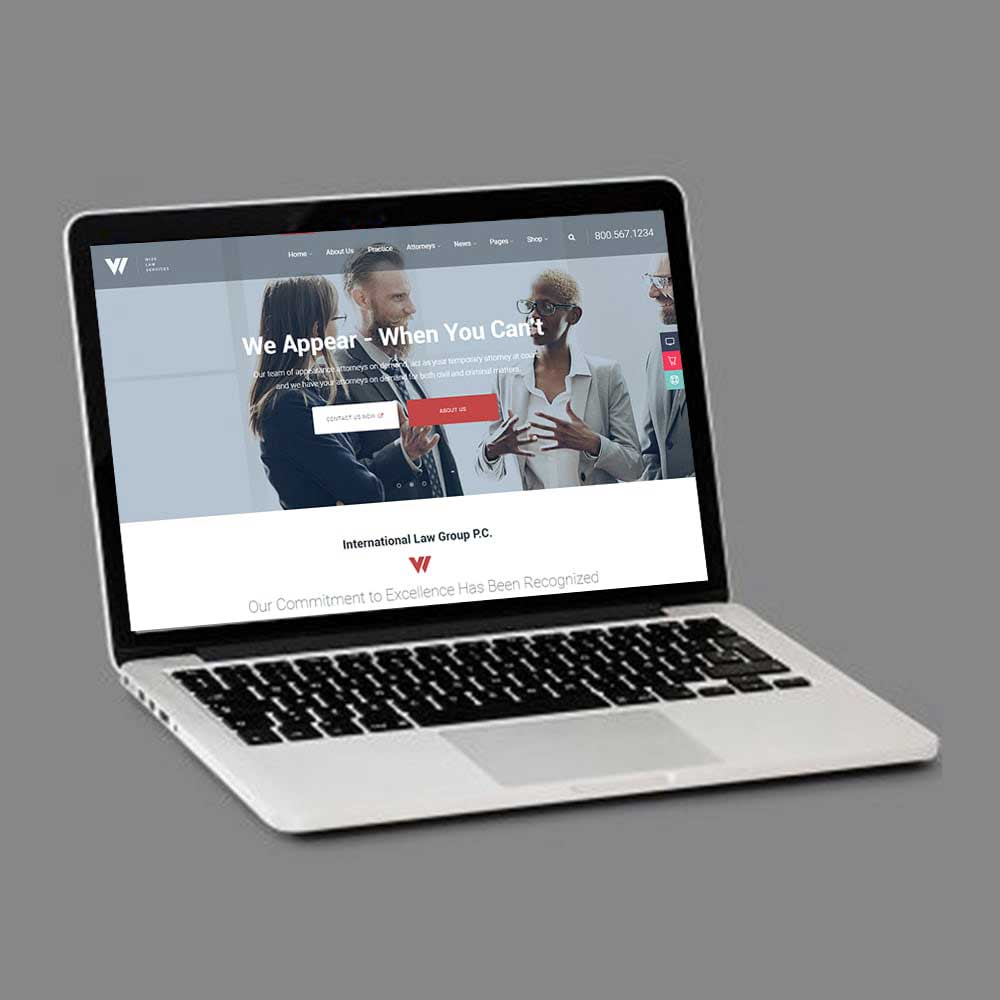 WISE
LAW
SERVICES
Home About Us Practice Attorneys News Pages Shop 800.567.1234
We Appear - When You Can't
Our team of appearance attorneys on demand, act as your temporary attorney at court,
and we have your attorneys on demand for both civil and criminal matters.
CONTACT US NOW ABOUT US
International Law Group P.C.
Our Commitment to Excellence Has Been Recognized